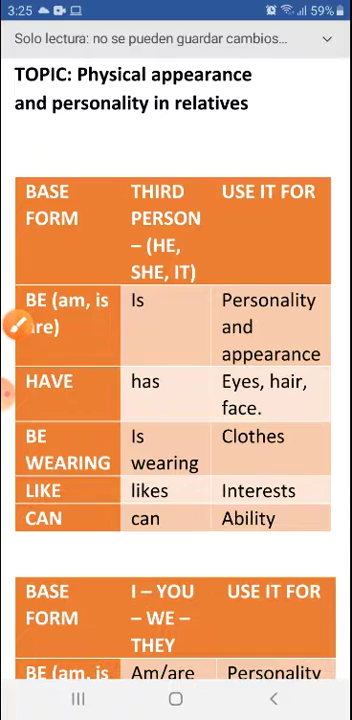 3:25
59%
Solo lectura: no se pueden guardar cambios...
TOPIC: Physical appearance
and personality in relatives
BASE FORM
THIRD PERSON – (HE, SHE, IT)
USE IT FOR
BE (am, is are)
Is
Personality and appearance
HAVE
has
Eyes, hair, face.
BE WEARING
Is wearing
Clothes
LIKE
likes
Interests
CAN
can
Ability
BASE FORM
I – YOU – WE – THEY
USE IT FOR
BE (am, is
Am/are
Personality